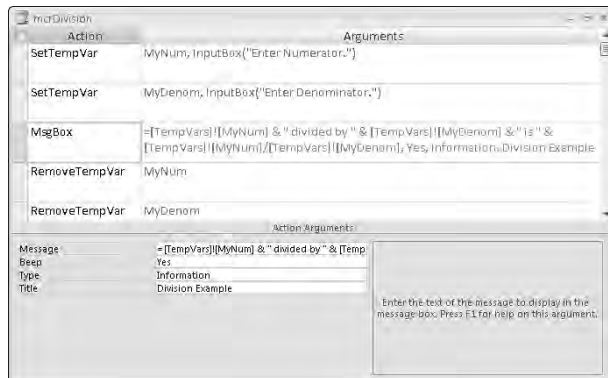 mcrDivision
Action Arguments
SetTempVar MyNum, InputBox("Enter Numerator.")
SetTempVar MyDenom, InputBox("Enter Denominator.")
MsgBox =[TempVars]![MyNum] & " divided by " & [TempVars]![MyDenom] & " is " &
[TempVars]![MyNum]/[TempVars]![MyDenom], Yes, Information, Division Example
RemoveTempVar MyNum
RemoveTempVar MyDenom
Action Arguments
Message =[TempVars]![MyNum] & " divided by " & [Temp
Beep Yes
Type Information
Title Division Example
Enter the text of the message to display in the
message box. Press F1 for help on this argument.